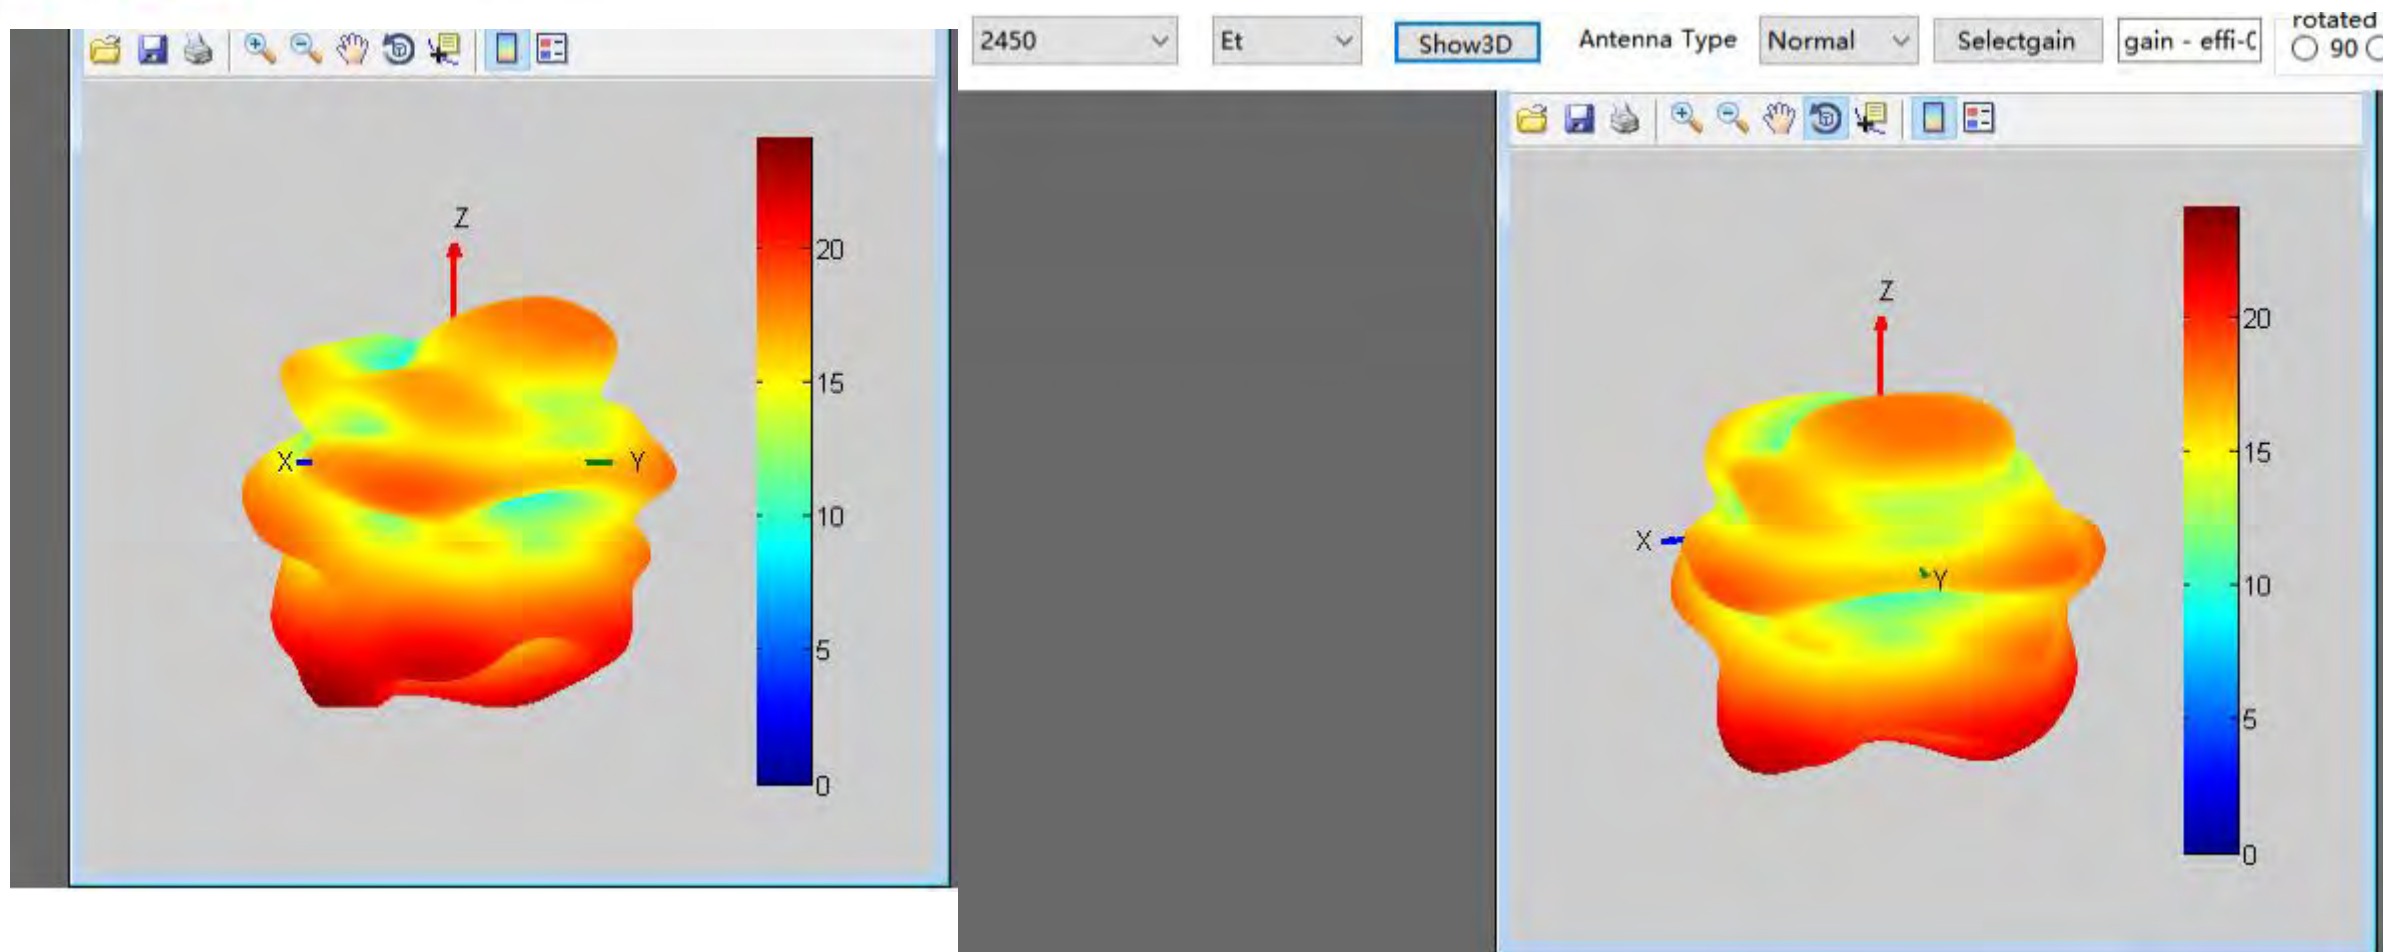 2450
Et
Show3D
Antenna Type
Normal
Selectgain
gain - effi-C
rotated
90
Z
X
Y
20
15
10
5
0
Z
X
Y
20
15
10
5
0